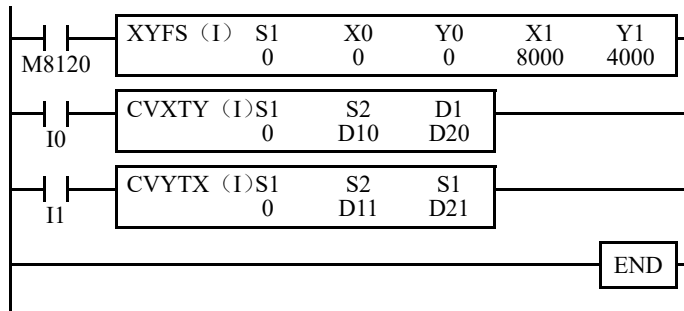 XYFS（I） S1 X0 Y0 X1 Y1
M8120 0 0 0 8000 4000
CVXTY（I）S1 S2 D1
I0 0 D10 D20
CVYTX（I）S1 S2 S1
I1 0 D11 D21
END